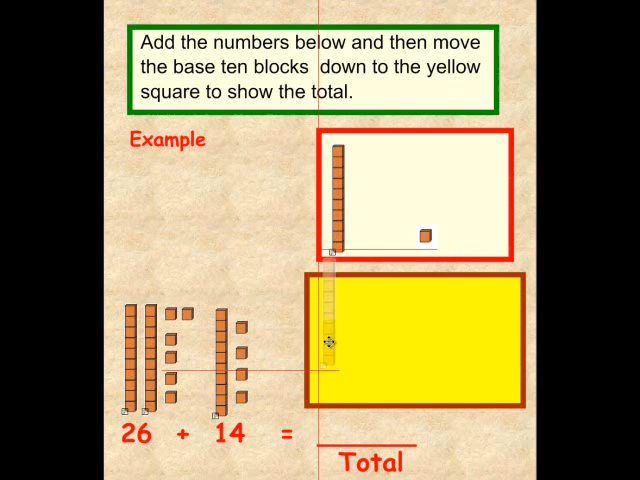 Add the numbers below and then move
the base ten blocks down to the yellow
square to show the total.
Example
26 + 14 = ________
Total